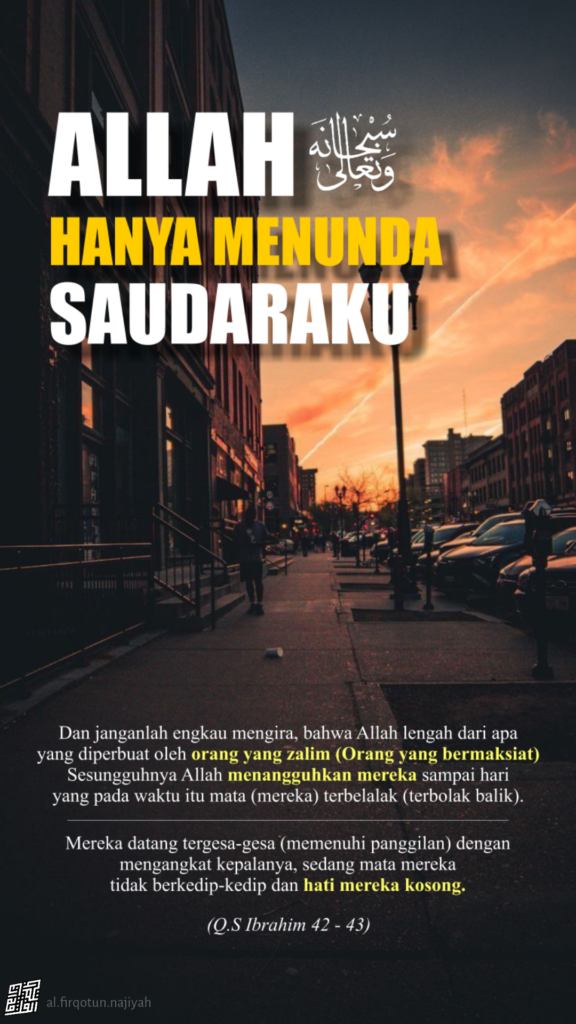 ALLAH سُبْحَانَهُ وَتَعَالَى
HANYA MENUNDA
SAUDARAKU
Dan janganlah engkau mengira, bahwa Allah lengah dari apa
yang diperbuat oleh orang yang zalim (Orang yang bermaksiat)
Sesungguhnya Allah menangguhkan mereka sampai hari
yang pada waktu itu mata (mereka) terbelalak (terbolak balik).
Mereka datang tergesa-gesa (memenuhi panggilan) dengan
mengangkat kepalanya, sedang mata mereka
tidak berkedip-kedip dan hati mereka kosong.
(Q.S Ibrahim 42 - 43)
al.firqotun.najiyah